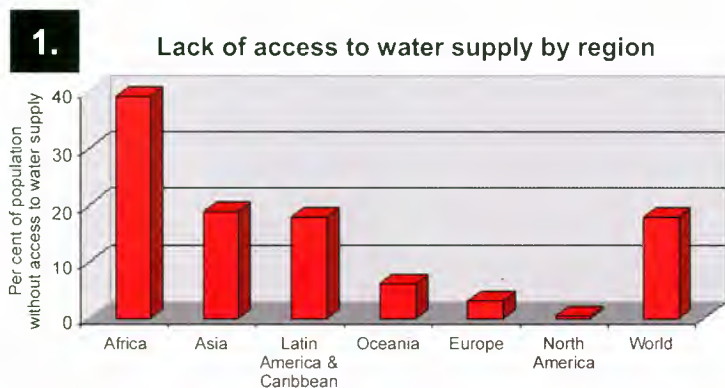 1.
Lack of access to water supply by region
Per cent of population
without access to water supply
40
30
20
10
0
Africa
Asia
Latin
America &
Caribbean
Oceania
Europe
North
America
World